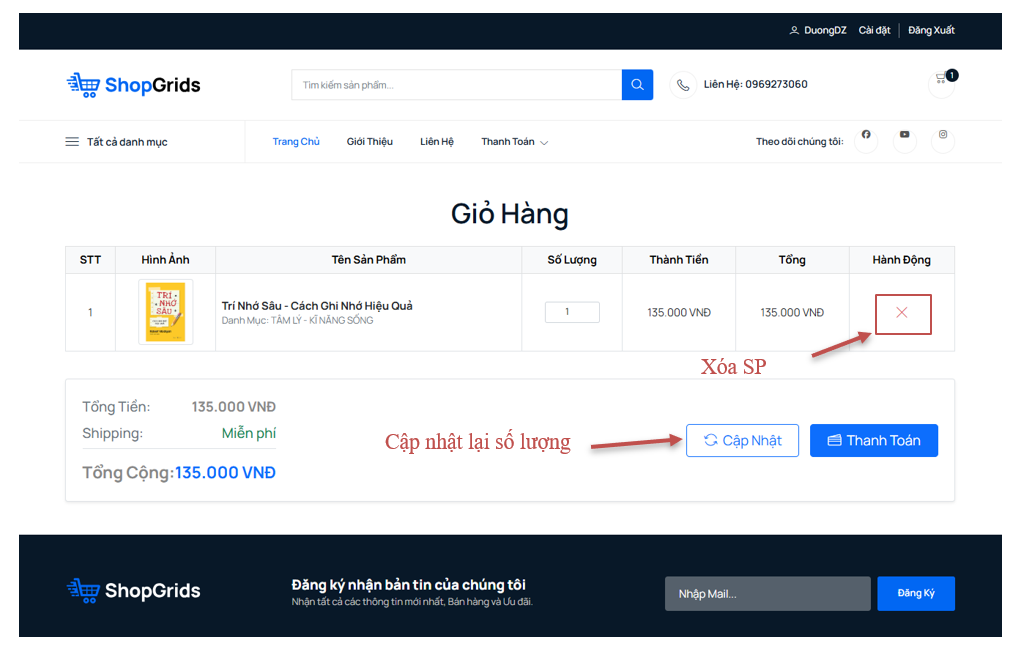 DuongDZ Cài đặt Đăng Xuất
ShopGrids
Tìm kiếm sản phẩm...
Liên Hệ: 0969273060
1
Tất cả danh mục
Trang Chủ Giới Thiệu Liên Hệ Thanh Toán
Theo dõi chúng tôi:
Giỏ Hàng
STT Hình Ảnh Tên Sản Phẩm Số Lượng Thành Tiền Tổng Hành Động
1
TRÍ
NHỚ
SÂU
Trí Nhớ Sâu - Cách Ghi Nhớ Hiệu Quả
Danh Mục: TÂM LÝ - KĨ NĂNG SỐNG
1
135.000 VNĐ
135.000 VNĐ
Xóa SP
Tổng Tiền: 135.000 VNĐ
Shipping: Miễn phí
Tổng Cộng:135.000 VNĐ
Cập nhật lại số lượng
Cập Nhật
Thanh Toán
ShopGrids
Đăng ký nhận bản tin của chúng tôi
Nhận tất cả các thông tin mới nhất, Bán hàng và Ưu đãi.
Nhập Mail...
Đăng Ký